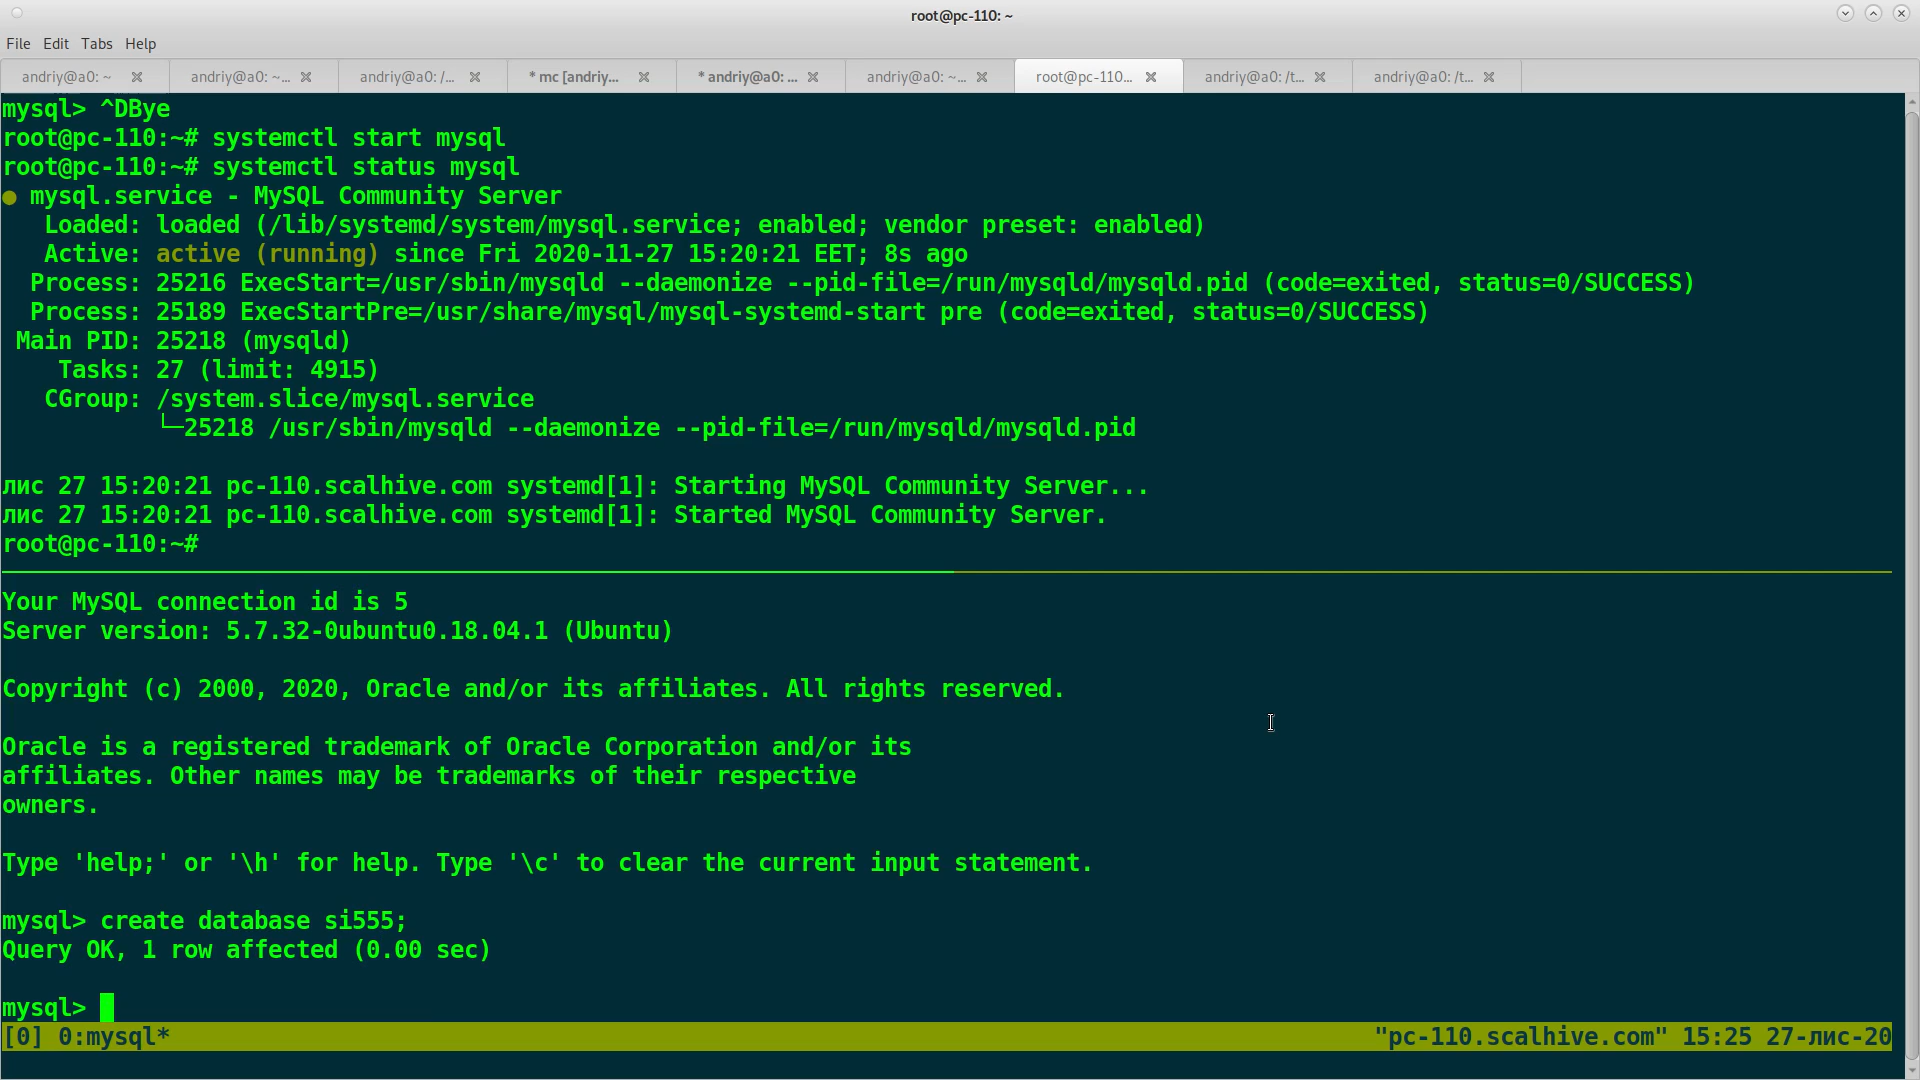 root@pc-110: ~
File Edit Tabs Help
andriy@a0: ~ andriy@a0: ~... andriy@a0: /... * mc [andriy... * andriy@a0: ... andriy@a0: ~... root@pc-110... andriy@a0: /t... andriy@a0: /t...
mysql> ^DBye
root@pc-110:~# systemctl start mysql
root@pc-110:~# systemctl status mysql
● mysql.service - MySQL Community Server
   Loaded: loaded (/lib/systemd/system/mysql.service; enabled; vendor preset: enabled)
   Active: active (running) since Fri 2020-11-27 15:20:21 EET; 8s ago
  Process: 25216 ExecStart=/usr/sbin/mysqld --daemonize --pid-file=/run/mysqld/mysqld.pid (code=exited, status=0/SUCCESS)
  Process: 25189 ExecStartPre=/usr/share/mysql/mysql-systemd-start pre (code=exited, status=0/SUCCESS)
 Main PID: 25218 (mysqld)
    Tasks: 27 (limit: 4915)
   CGroup: /system.slice/mysql.service
           └─25218 /usr/sbin/mysqld --daemonize --pid-file=/run/mysqld/mysqld.pid
лис 27 15:20:21 pc-110.scalhive.com systemd[1]: Starting MySQL Community Server...
лис 27 15:20:21 pc-110.scalhive.com systemd[1]: Started MySQL Community Server.
root@pc-110:~#
Your MySQL connection id is 5
Server version: 5.7.32-0ubuntu0.18.04.1 (Ubuntu)
Copyright (c) 2000, 2020, Oracle and/or its affiliates. All rights reserved.
Oracle is a registered trademark of Oracle Corporation and/or its
affiliates. Other names may be trademarks of their respective
owners.
Type 'help;' or '\h' for help. Type '\c' to clear the current input statement.
mysql> create database si555;
Query OK, 1 row affected (0.00 sec)
mysql>
[0] 0:mysql* "pc-110.scalhive.com" 15:25 27-лис-20